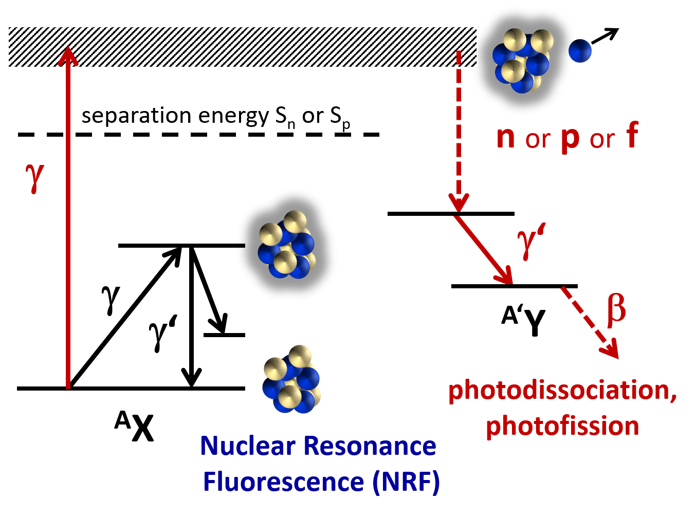 separation energy Sn or Sp
n or p or f
γ
γ
γ‘
γ‘
A‘Y
β
AX
photodissociation,
photofission
Nuclear Resonance
Fluorescence (NRF)